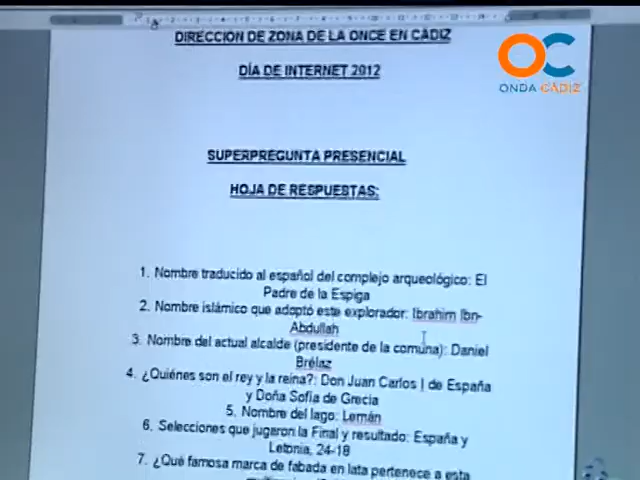 DIRECCIÓN DE ZONA DE LA ONCE EN CÁDIZ
DÍA DE INTERNET 2012
OC
ONDA CÁDIZ
SUPERPREGUNTA PRESENCIAL
HOJA DE RESPUESTAS:
1. Nombre traducido al español del complejo arqueológico: El
Padre de la Espiga
2. Nombre islámico que adoptó este explorador: Ibrahim Ibn-
Abdullah
3. Nombre del actual alcalde (presidente de la comuna): Daniel
Brélaz
4. ¿Quiénes son el rey y la reina?: Don Juan Carlos I de España
y Doña Sofía de Grecia
5. Nombre del lago: Lemán
6. Selecciones que jugaron la Final y resultado: España y
Letonia, 24-18
7. ¿Qué famosa marca de fabada en lata pertenece a esta